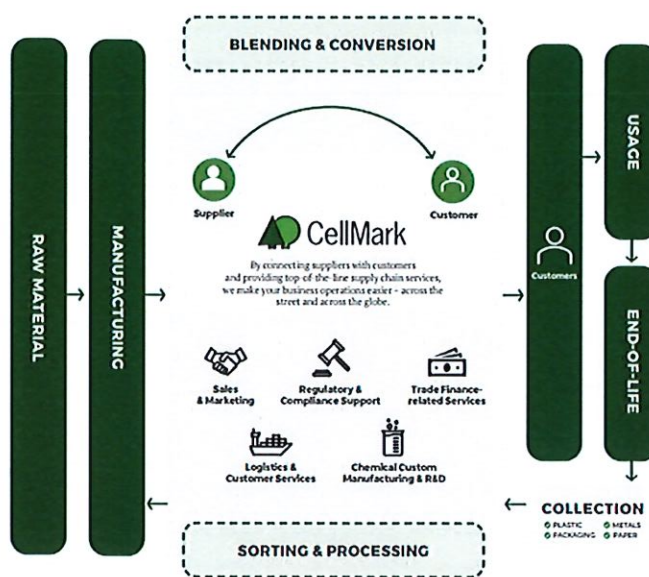 BLENDING & CONVERSION
RAW MATERIAL
MANUFACTURING
Supplier
Customer
CellMark
By connecting suppliers with customers
and providing top-of-the-line supply chain services,
we make your business operations easier – across the
street and across the globe.
Sales
& Marketing
Regulatory &
Compliance Support
Trade Finance-
related Services
Logistics &
Customer Services
Chemical Custom
Manufacturing & R&D
Customers
USAGE
END-OF-LIFE
COLLECTION
PLASTIC
METALS
PACKAGING
PAPER
SORTING & PROCESSING